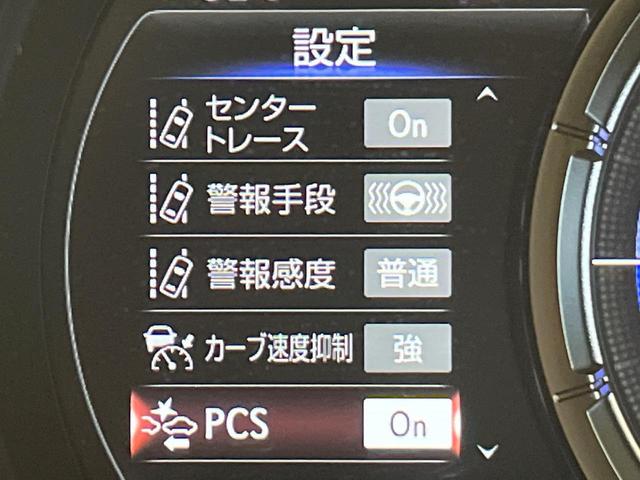 設定
センター
トレース
On
警報手段
警報感度 普通
カーブ速度抑制 強
PCS On